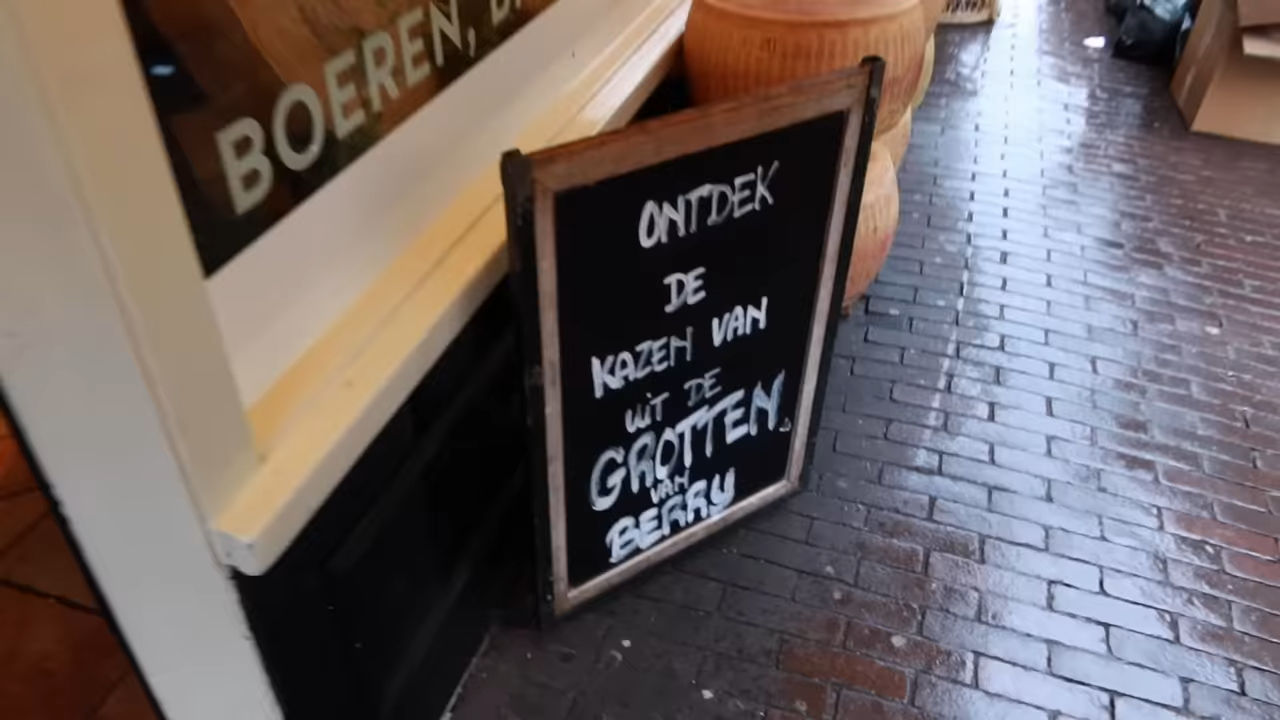 BOEREN,
ONTDEK
DE
KAZEN VAN
UIT DE
GROTTEN
VAN
BERRY